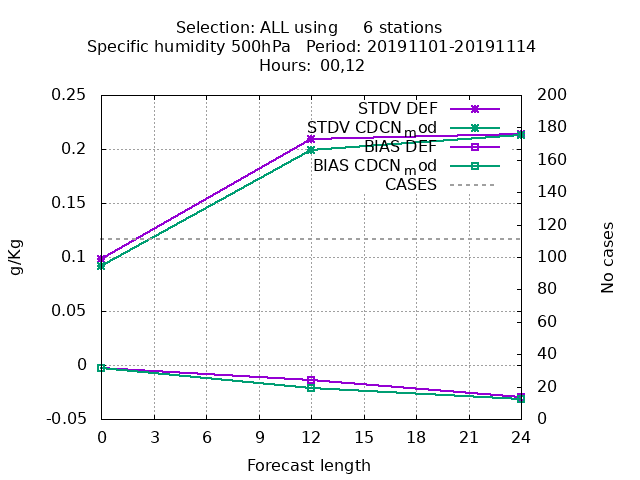 Selection: ALL using 6 stations
Specific humidity 500hPa Period: 20191101-20191114
Hours: 00,12
0.25
0.2
0.15
0.1
0.05
0
-0.05
g/Kg
200
180
160
140
120
100
80
60
40
20
0
No cases
STDV DEF
STDV CDCNmod
BIAS DEF
BIAS CDCNmod
CASES
0 3 6 9 12 15 18 21 24
Forecast length